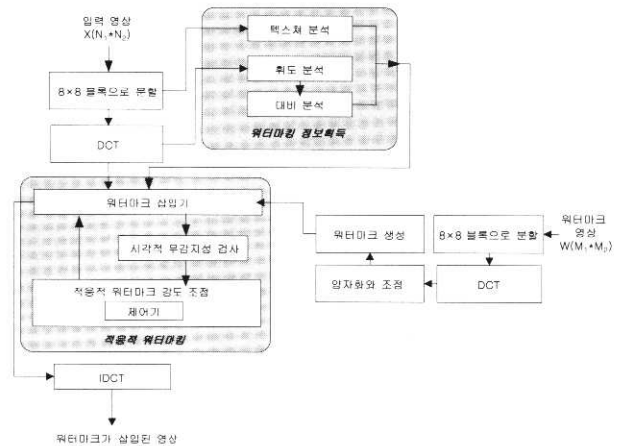 입력 영상
X(N₁*N₂)
8×8 블록으로 분할
DCT
텍스쳐 분석
휘도 분석
대비 분석
워터마킹 정보획득
워터마크 삽입기
시각적 무감지성 검사
적응적 워터마크 강도 조절
제어기
적응적 워터마킹
워터마크 생성
8×8 블록으로 분할
워터마크
영상
W(M₁*M₂)
양자화와 조정
DCT
IDCT
워터마크가 삽입된 영상